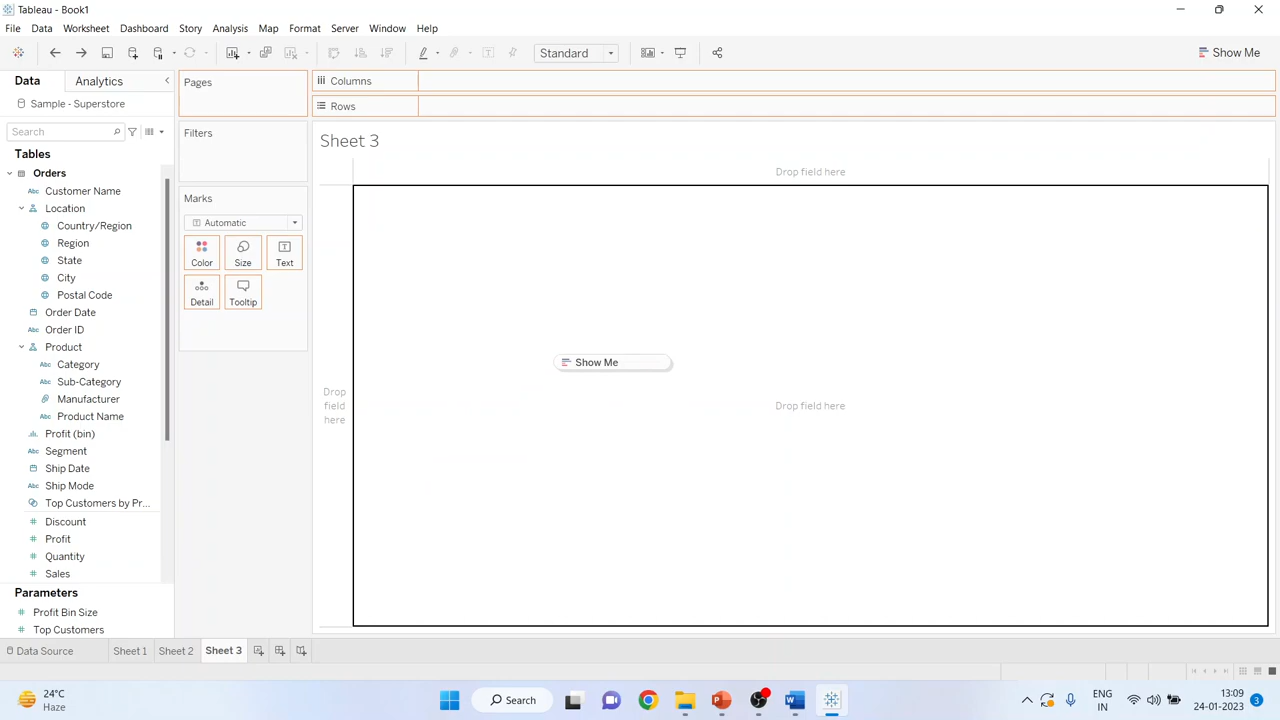 Tableau - Book1
File Data Worksheet Dashboard Story Analysis Map Format Server Window Help
Standard
Show Me
Data Analytics
Sample - Superstore
Search
Tables
Orders
Customer Name
Location
Country/Region
Region
State
City
Postal Code
Order Date
Order ID
Product
Category
Sub-Category
Manufacturer
Product Name
Profit (bin)
Segment
Ship Date
Ship Mode
Top Customers by Pr...
Discount
Profit
Quantity
Sales
Parameters
Profit Bin Size
Top Customers
Pages
Filters
Marks
Automatic
Color Size Text
Detail Tooltip
Columns
Rows
Sheet 3
Drop field here
Show Me
Drop
field
here
Drop field here
Data Source Sheet 1 Sheet 2 Sheet 3
24°C
Haze
Search
ENG
IN
13:09
24-01-2023
3